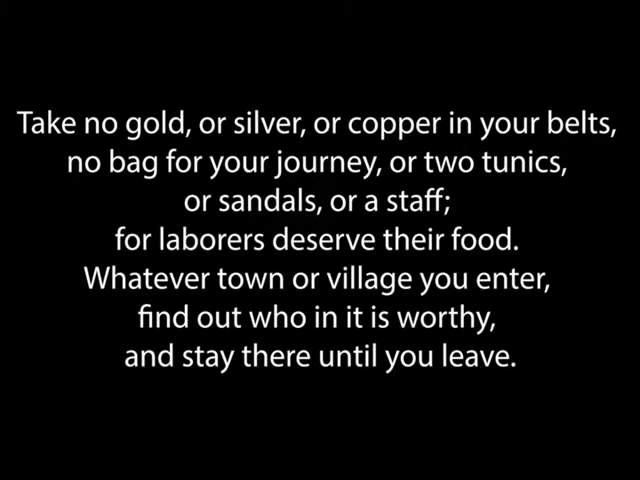 Take no gold, or silver, or copper in your belts,
no bag for your journey, or two tunics,
or sandals, or a staff;
for laborers deserve their food.
Whatever town or village you enter,
find out who in it is worthy,
and stay there until you leave.